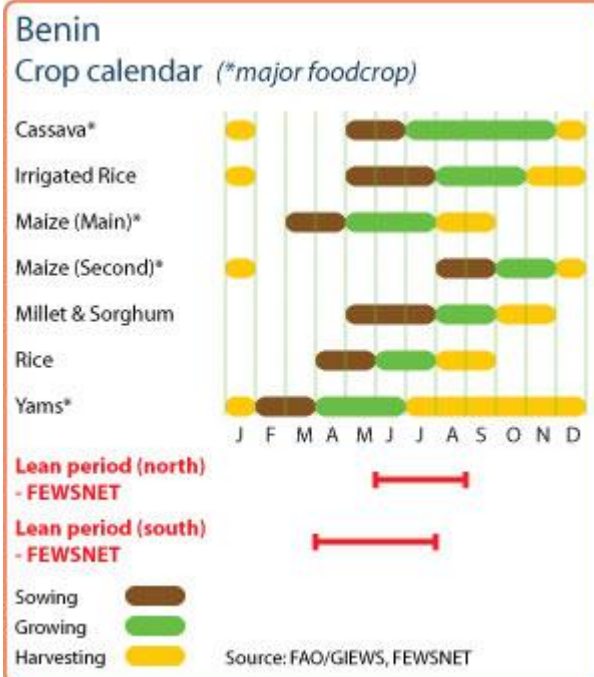 Benin
Crop calendar (*major foodcrop)
Cassava*
Irrigated Rice
Maize (Main)*
Maize (Second)*
Millet & Sorghum
Rice
Yams*
J F M A M J J A S O N D
Lean period (north)
- FEWSNET
Lean period (south)
- FEWSNET
Sowing
Growing
Harvesting
Source: FAO/GIEWS, FEWSNET